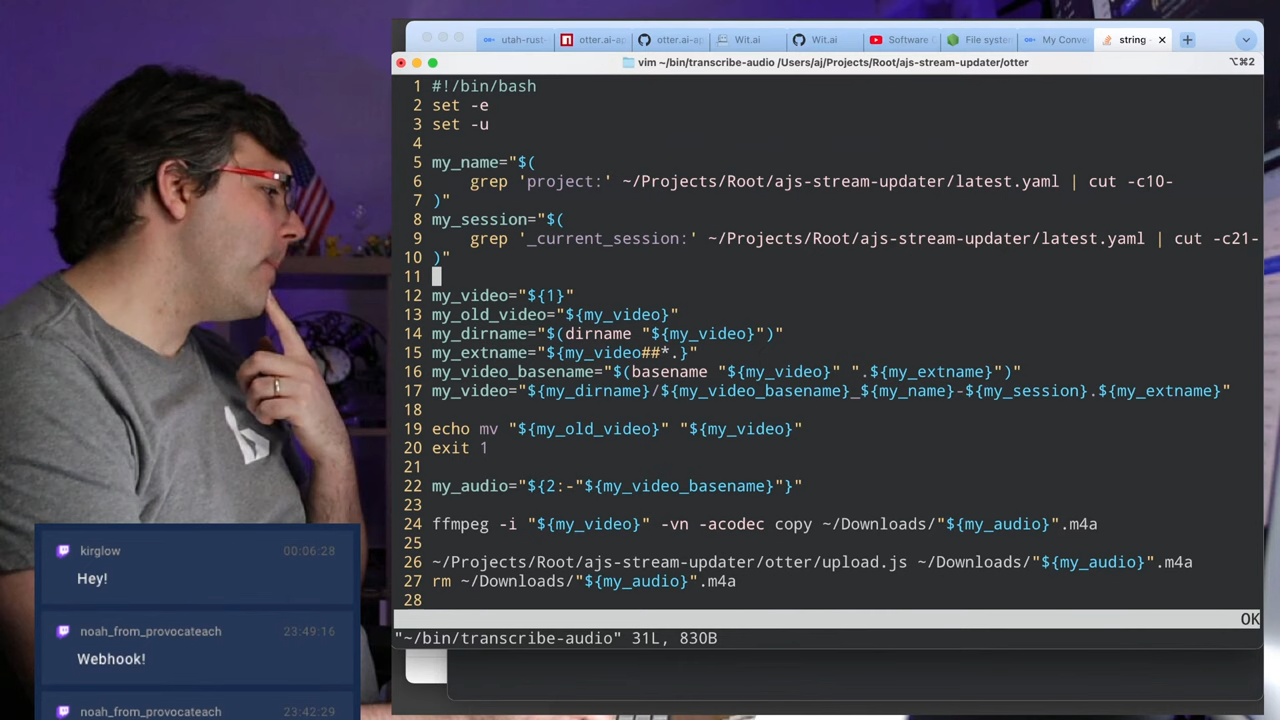 utah-rust-
otter.ai-ap
otter.ai-ap
Wit.ai
Wit.ai
Software
File system
My Conve
string
vim ~/bin/transcribe-audio /Users/aj/Projects/Root/ajs-stream-updater/otter
⌥⌘2
1 #!/bin/bash
2 set -e
3 set -u
4
5 my_name="$(
6     grep 'project:' ~/Projects/Root/ajs-stream-updater/latest.yaml | cut -c10-
7 )"
8 my_session="$(
9     grep '_current_session:' ~/Projects/Root/ajs-stream-updater/latest.yaml | cut -c21-
10 )"
11
12 my_video="${1}"
13 my_old_video="${my_video}"
14 my_dirname="$(dirname "${my_video}")"
15 my_extname="${my_video##*.}"
16 my_video_basename="$(basename "${my_video}" ".${my_extname}")"
17 my_video="${my_dirname}/${my_video_basename}_${my_name}-${my_session}.${my_extname}"
18
19 echo mv "${my_old_video}" "${my_video}"
20 exit 1
21
22 my_audio="${2:-"${my_video_basename}"}"
23
24 ffmpeg -i "${my_video}" -vn -acodec copy ~/Downloads/"${my_audio}".m4a
25
26 ~/Projects/Root/ajs-stream-updater/otter/upload.js ~/Downloads/"${my_audio}".m4a
27 rm ~/Downloads/"${my_audio}".m4a
28
OK
"~/bin/transcribe-audio" 31L, 830B
kirglow 00:06:28
Hey!
noah_from_provocateach 23:49:16
Webhook!
noah_from_provocateach 23:42:29